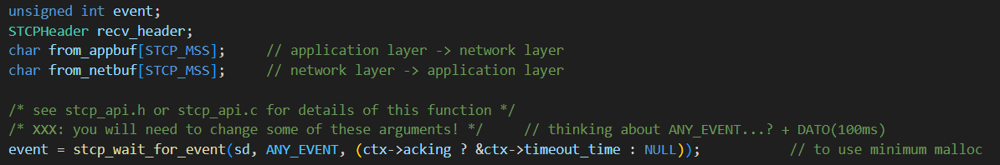 unsigned int event;
STCPHeader recv_header;
char from_appbuf[STCP_MSS];     // application layer -> network layer
char from_netbuf[STCP_MSS];     // network layer -> application layer
/* see stcp_api.h or stcp_api.c for details of this function */
/* XXX: you will need to change some of these arguments! */     // thinking about ANY_EVENT...? + DATO(100ms)
event = stcp_wait_for_event(sd, ANY_EVENT, (ctx->acking ? &ctx->timeout_time : NULL));          // to use minimum malloc